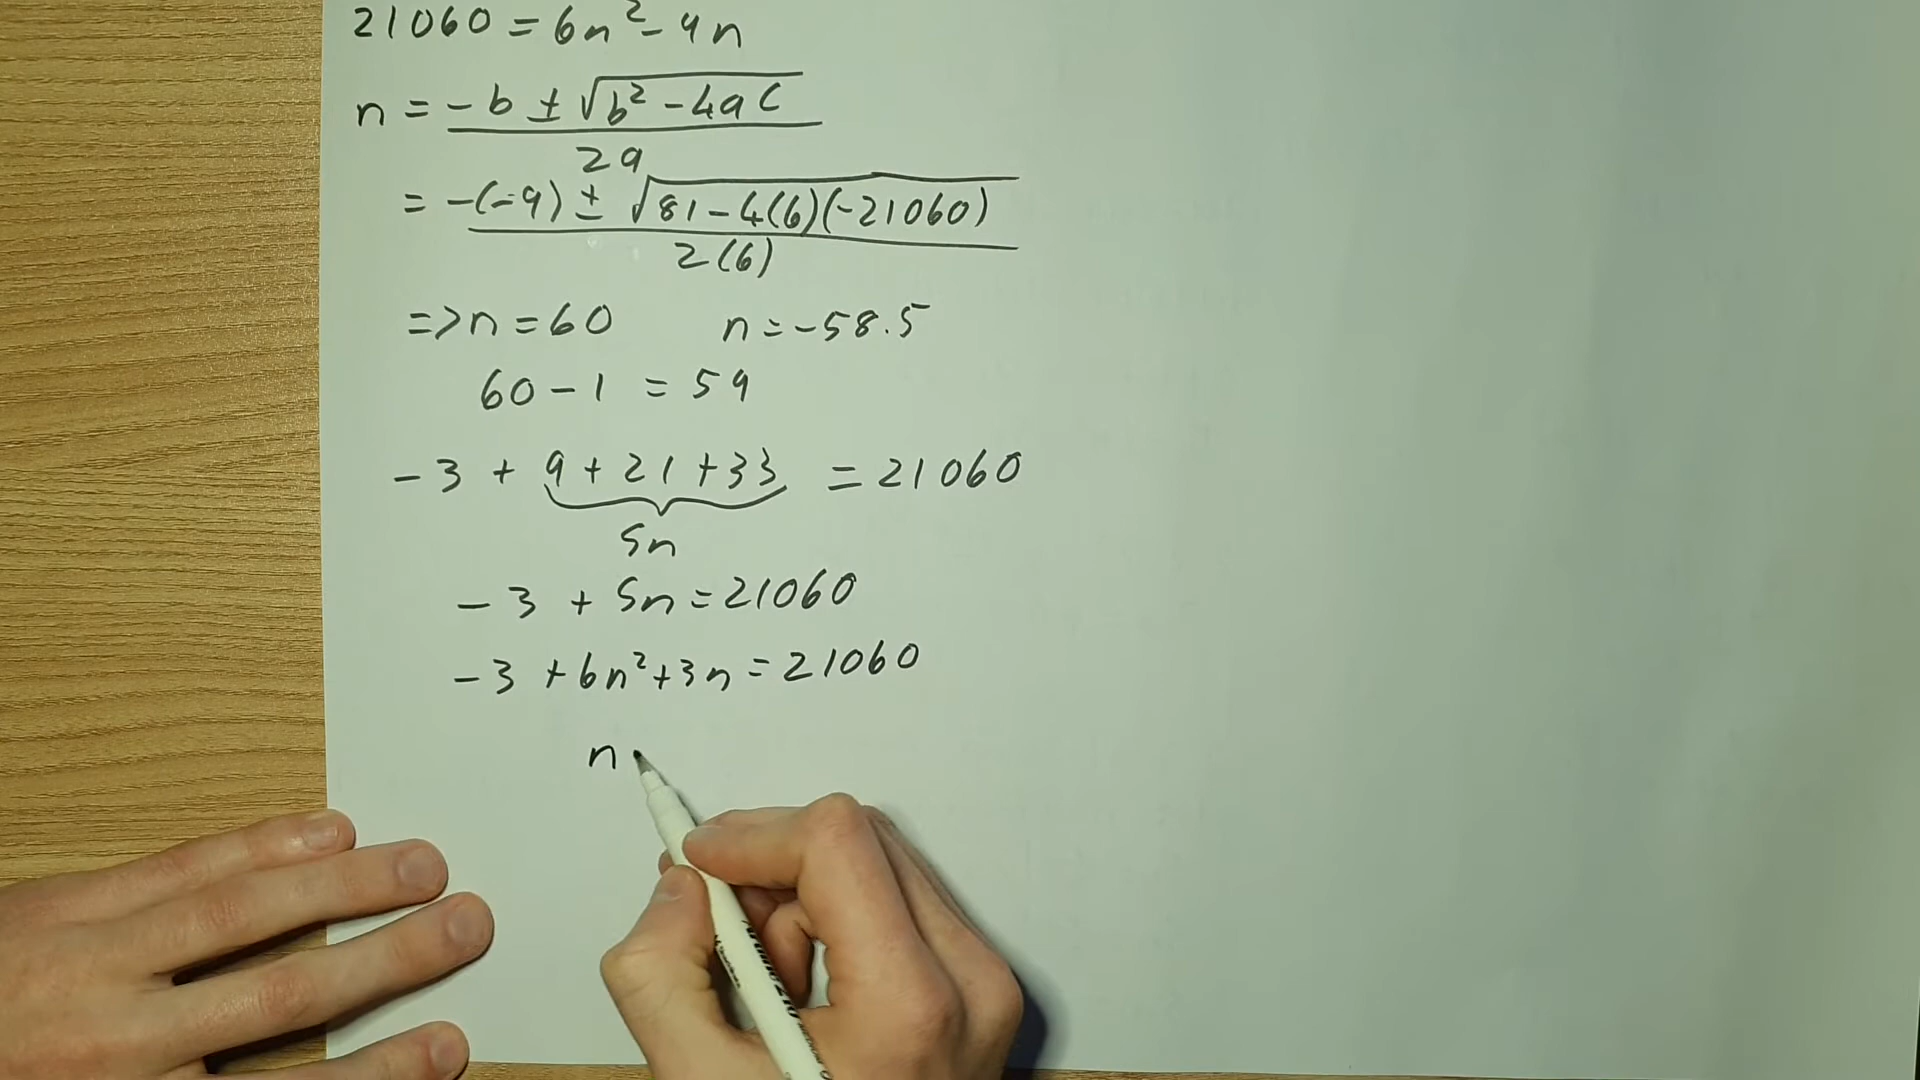 21060 = 6n² - 9n
n = -b ± √b² - 4ac
2a
= -(-9) ± √81 - 4(6)(-21060)
2(6)
=> n = 60 n = -58.5
60 - 1 = 59
-3 + 9 + 21 + 33 = 21060
Sn
-3 + Sn = 21060
-3 + 6n² + 3n = 21060
n